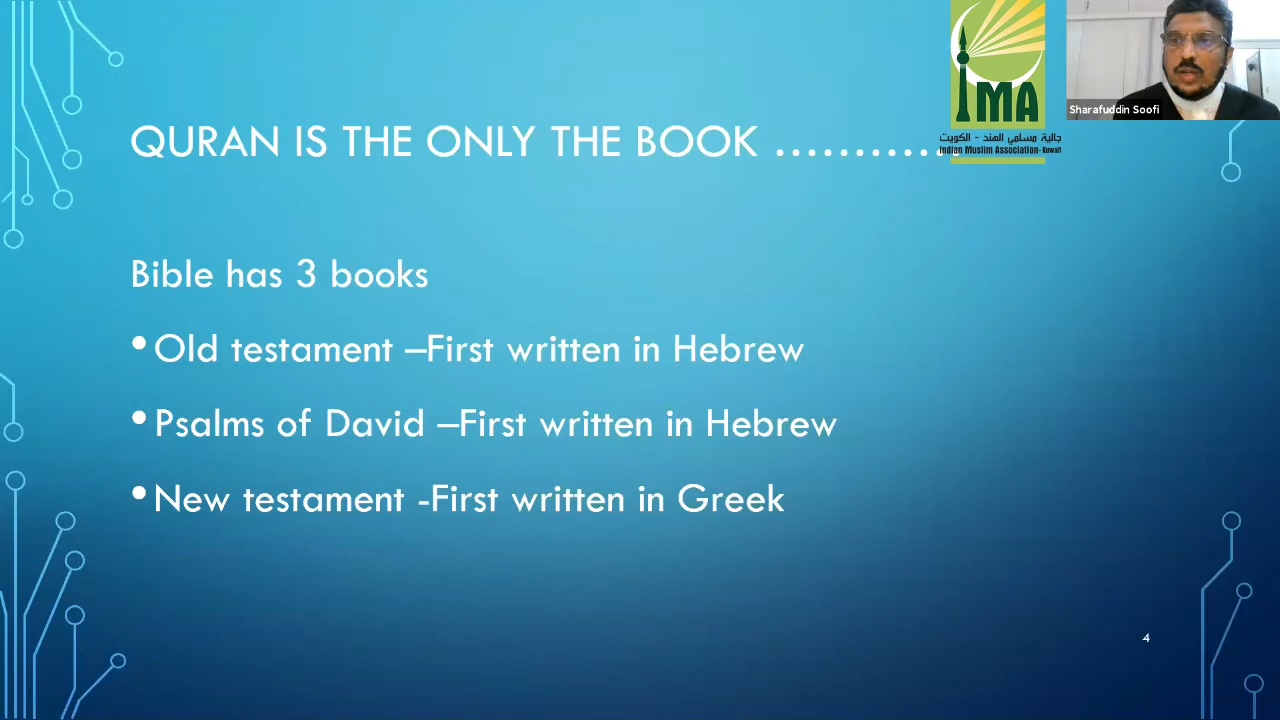 QURAN IS THE ONLY THE BOOK ...........
IMA
جالية مسلمي الهند - الكويت
Indian Muslim Association-Kuwait
Sharafuddin Soofi
Bible has 3 books
•Old testament –First written in Hebrew
•Psalms of David –First written in Hebrew
•New testament -First written in Greek
4